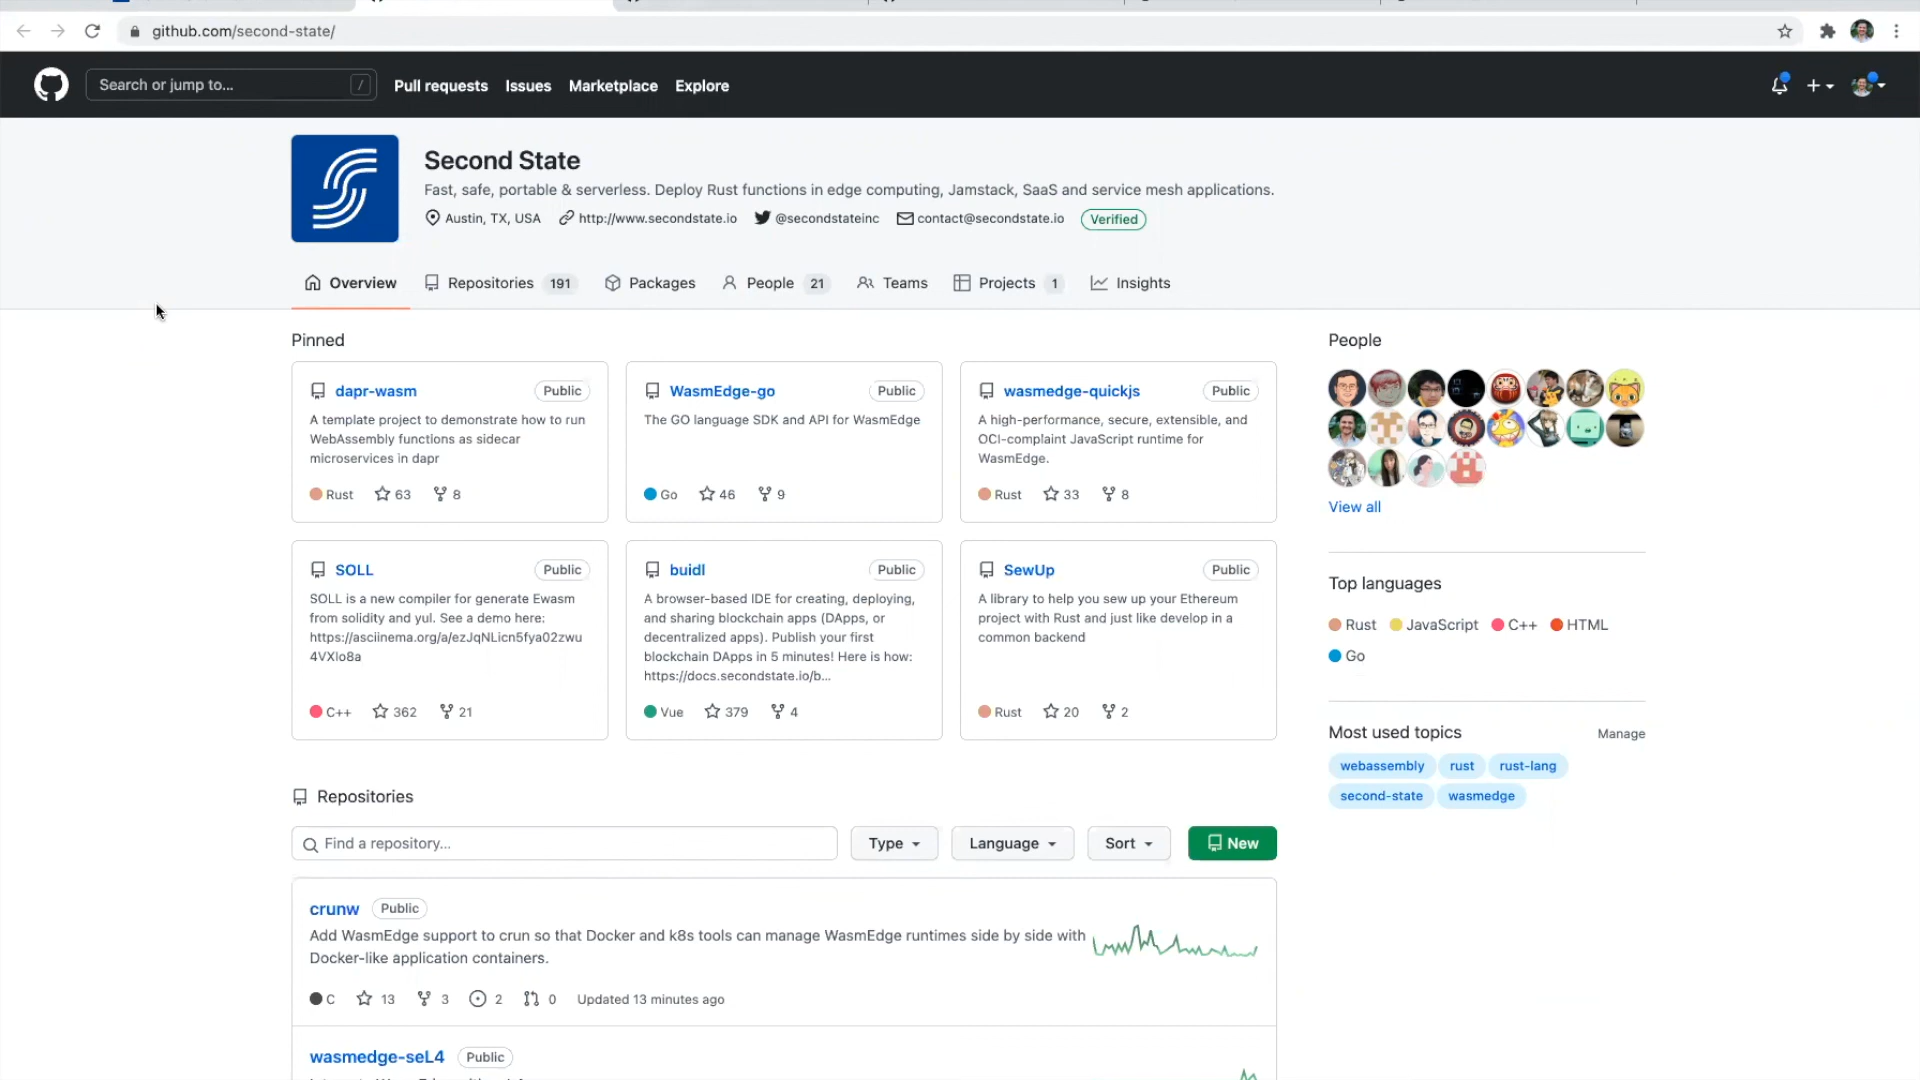 github.com/second-state/
Search or jump to... /
Pull requests
Issues
Marketplace
Explore
Second State
Fast, safe, portable & serverless. Deploy Rust functions in edge computing, Jamstack, SaaS and service mesh applications.
Austin, TX, USA
http://www.secondstate.io
@secondstateinc
contact@secondstate.io
Verified
Overview
Repositories 191
Packages
People 21
Teams
Projects 1
Insights
Pinned
dapr-wasm Public
A template project to demonstrate how to run
WebAssembly functions as sidecar
microservices in dapr
Rust 63 8
WasmEdge-go Public
The GO language SDK and API for WasmEdge
Go 46 9
wasmedge-quickjs Public
A high-performance, secure, extensible, and
OCI-complaint JavaScript runtime for
WasmEdge.
Rust 33 8
SOLL Public
SOLL is a new compiler for generate Ewasm
from solidity and yul. See a demo here:
https://asciinema.org/a/ezJqNLicn5fya02zwu
4VXIo8a
C++ 362 21
buidl Public
A browser-based IDE for creating, deploying,
and sharing blockchain apps (DApps, or
decentralized apps). Publish your first
blockchain DApps in 5 minutes! Here is how:
https://docs.secondstate.io/b...
Vue 379 4
SewUp Public
A library to help you sew up your Ethereum
project with Rust and just like develop in a
common backend
Rust 20 2
People
View all
Top languages
Rust JavaScript C++ HTML
Go
Most used topics Manage
webassembly rust rust-lang
second-state wasmedge
Repositories
Find a repository...
Type
Language
Sort
New
crunw Public
Add WasmEdge support to crun so that Docker and k8s tools can manage WasmEdge runtimes side by side with
Docker-like application containers.
C 13 3 2 0 Updated 13 minutes ago
wasmedge-seL4 Public